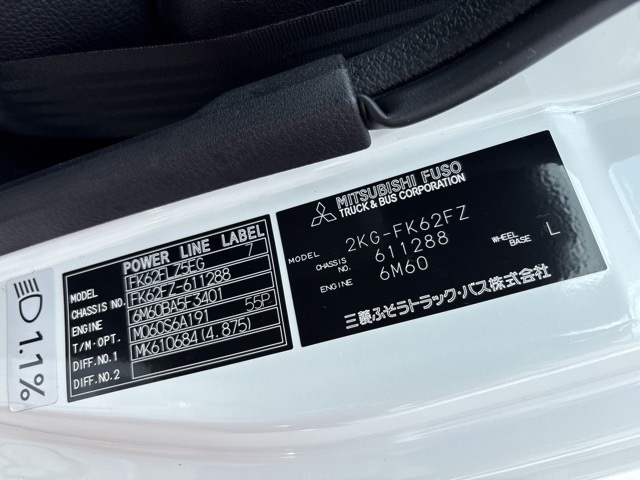 POWER LINE LABEL
MODEL FK62FL75EG 7
CHASSIS NO. FK62FZ-611288
ENGINE 6M60BA5F3401
T/M・OPT. M060S6A191 55P
DIFF.NO.1 MK610684(4.875)
DIFF.NO.2
1.1%
MITSUBISHI FUSO
TRUCK & BUS CORPORATION
MODEL 2KG-FK62FZ
CHASSIS NO. 611288 WHEEL BASE L
ENGINE 6M60
三菱ふそうトラック・バス株式会社